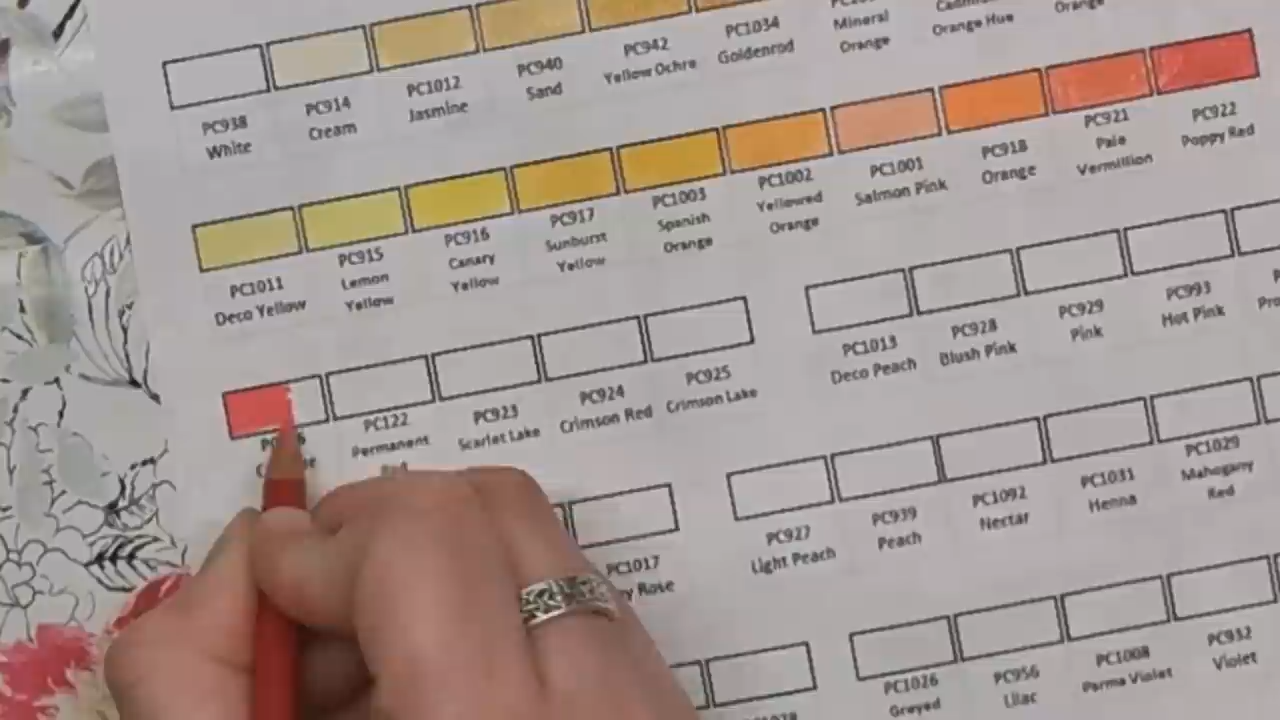 PC938
White
PC914
Cream
PC1012
Jasmine
PC940
Sand
PC942
Yellow Ochre
PC1034
Goldenrod
Mineral
Orange
Orange Hue
Orange
PC1011
Deco Yellow
PC915
Lemon
Yellow
PC916
Canary
Yellow
PC917
Sunburst
Yellow
PC1003
Spanish
Orange
PC1002
Yellowed
Orange
PC1001
Salmon Pink
PC918
Orange
PC921
Pale
Vermillion
PC922
Poppy Red
PC122
Permanent
PC923
Scarlet Lake
PC924
Crimson Red
PC925
Crimson Lake
PC1013
Deco Peach
PC928
Blush Pink
PC929
Pink
PC993
Hot Pink
PC1017
Rose
PC927
Light Peach
PC939
Peach
PC1092
Nectar
PC1031
Henna
PC1029
Mahogany
Red
PC1026
Greyed
PC956
Lilac
PC1008
Parma Violet
PC932
Violet